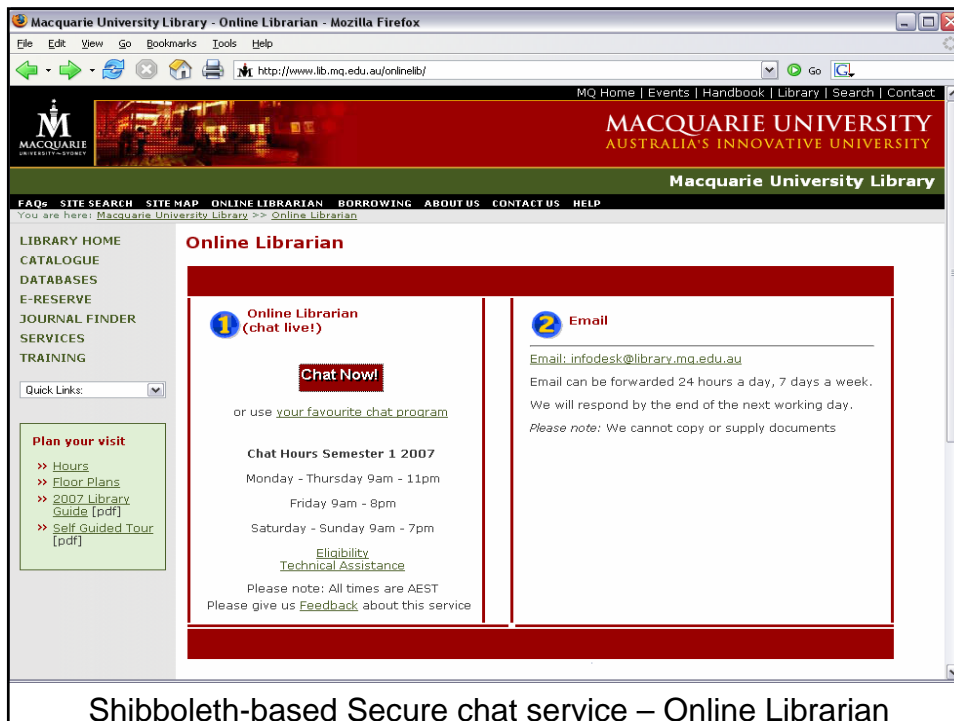 Macquarie University Library - Online Librarian - Mozilla Firefox
File Edit View Go Bookmarks Tools Help
http://www.lib.mq.edu.au/onlinelib/ Go G
MQ Home | Events | Handbook | Library | Search | Contact
MACQUARIE
UNIVERSITY~SYDNEY
MACQUARIE UNIVERSITY
AUSTRALIA'S INNOVATIVE UNIVERSITY
Macquarie University Library
FAQs SITE SEARCH SITE MAP ONLINE LIBRARIAN BORROWING ABOUT US CONTACT US HELP
You are here: Macquarie University Library >> Online Librarian
LIBRARY HOME
CATALOGUE
DATABASES
E-RESERVE
JOURNAL FINDER
SERVICES
TRAINING
Quick Links:
Plan your visit
>> Hours
>> Floor Plans
>> 2007 Library
Guide [pdf]
>> Self Guided Tour
[pdf]
Online Librarian
1 Online Librarian
(chat live!)
Chat Now!
or use your favourite chat program
Chat Hours Semester 1 2007
Monday - Thursday 9am - 11pm
Friday 9am - 8pm
Saturday - Sunday 9am - 7pm
Eligibility
Technical Assistance
Please note: All times are AEST
Please give us Feedback about this service
2 Email
Email: infodesk@library.mq.edu.au
Email can be forwarded 24 hours a day, 7 days a week.
We will respond by the end of the next working day.
Please note: We cannot copy or supply documents
Shibboleth-based Secure chat service – Online Librarian